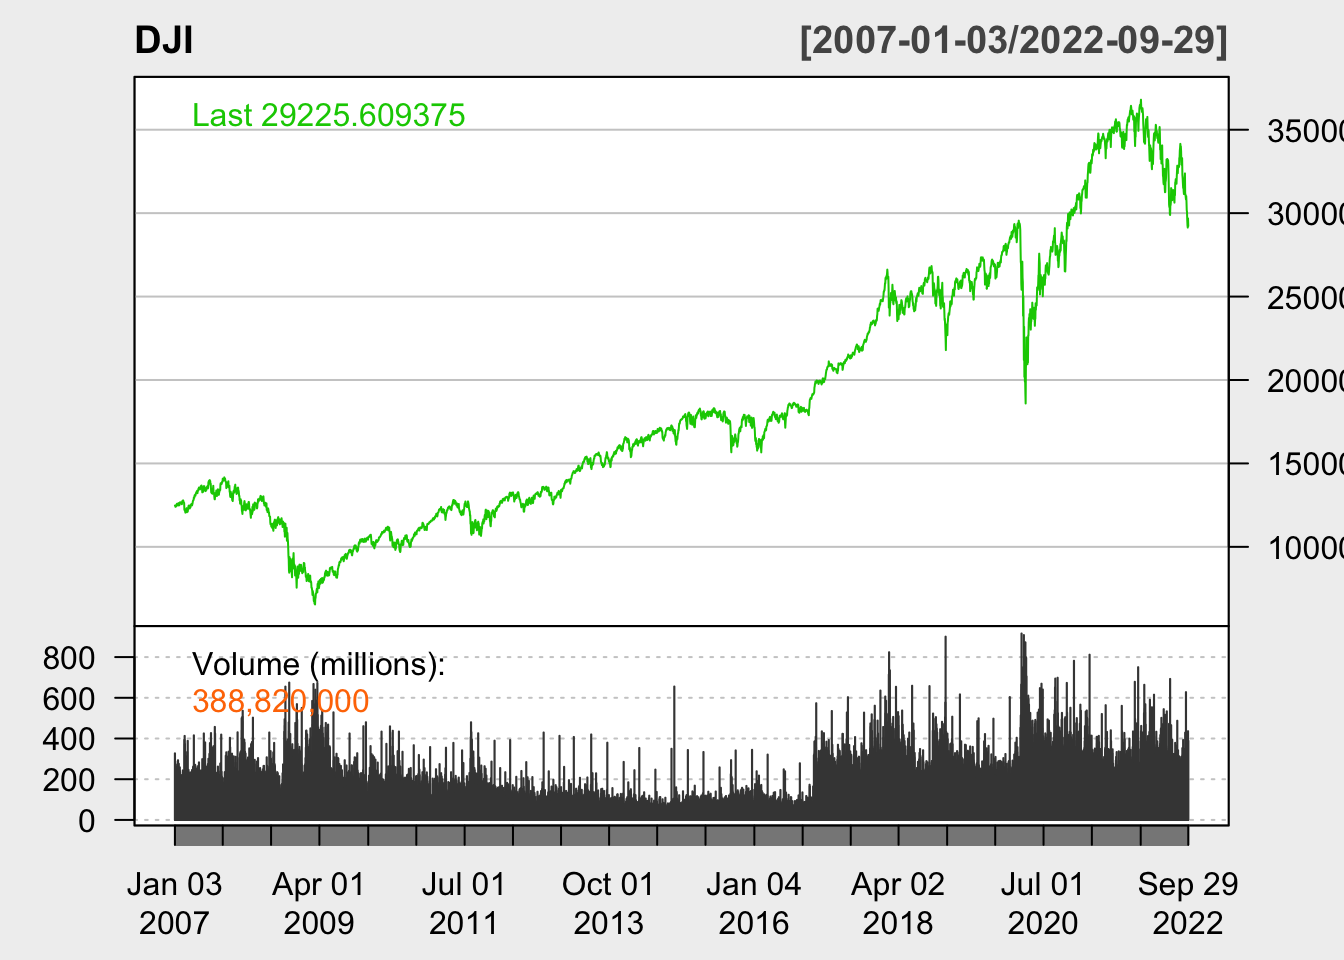 DJI
[2007-01-03/2022-09-29]
Last 29225.609375
35000
30000
25000
20000
15000
10000
Volume (millions):
388,820,000
800
600
400
200
0
Jan 03 Apr 01 Jul 01 Oct 01 Jan 04 Apr 02 Jul 01 Sep 29
2007 2009 2011 2013 2016 2018 2020 2022